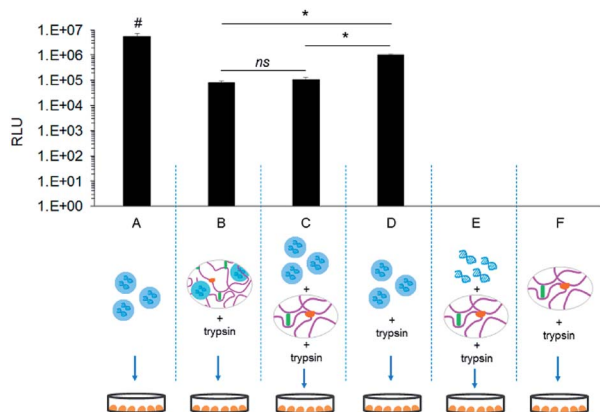 #
*
*
ns
1.E+07
1.E+06
1.E+05
1.E+04
1.E+03
1.E+02
1.E+01
1.E+00
RLU
A B C D E F
+
+ + + +
trypsin + trypsin + +
trypsin trypsin